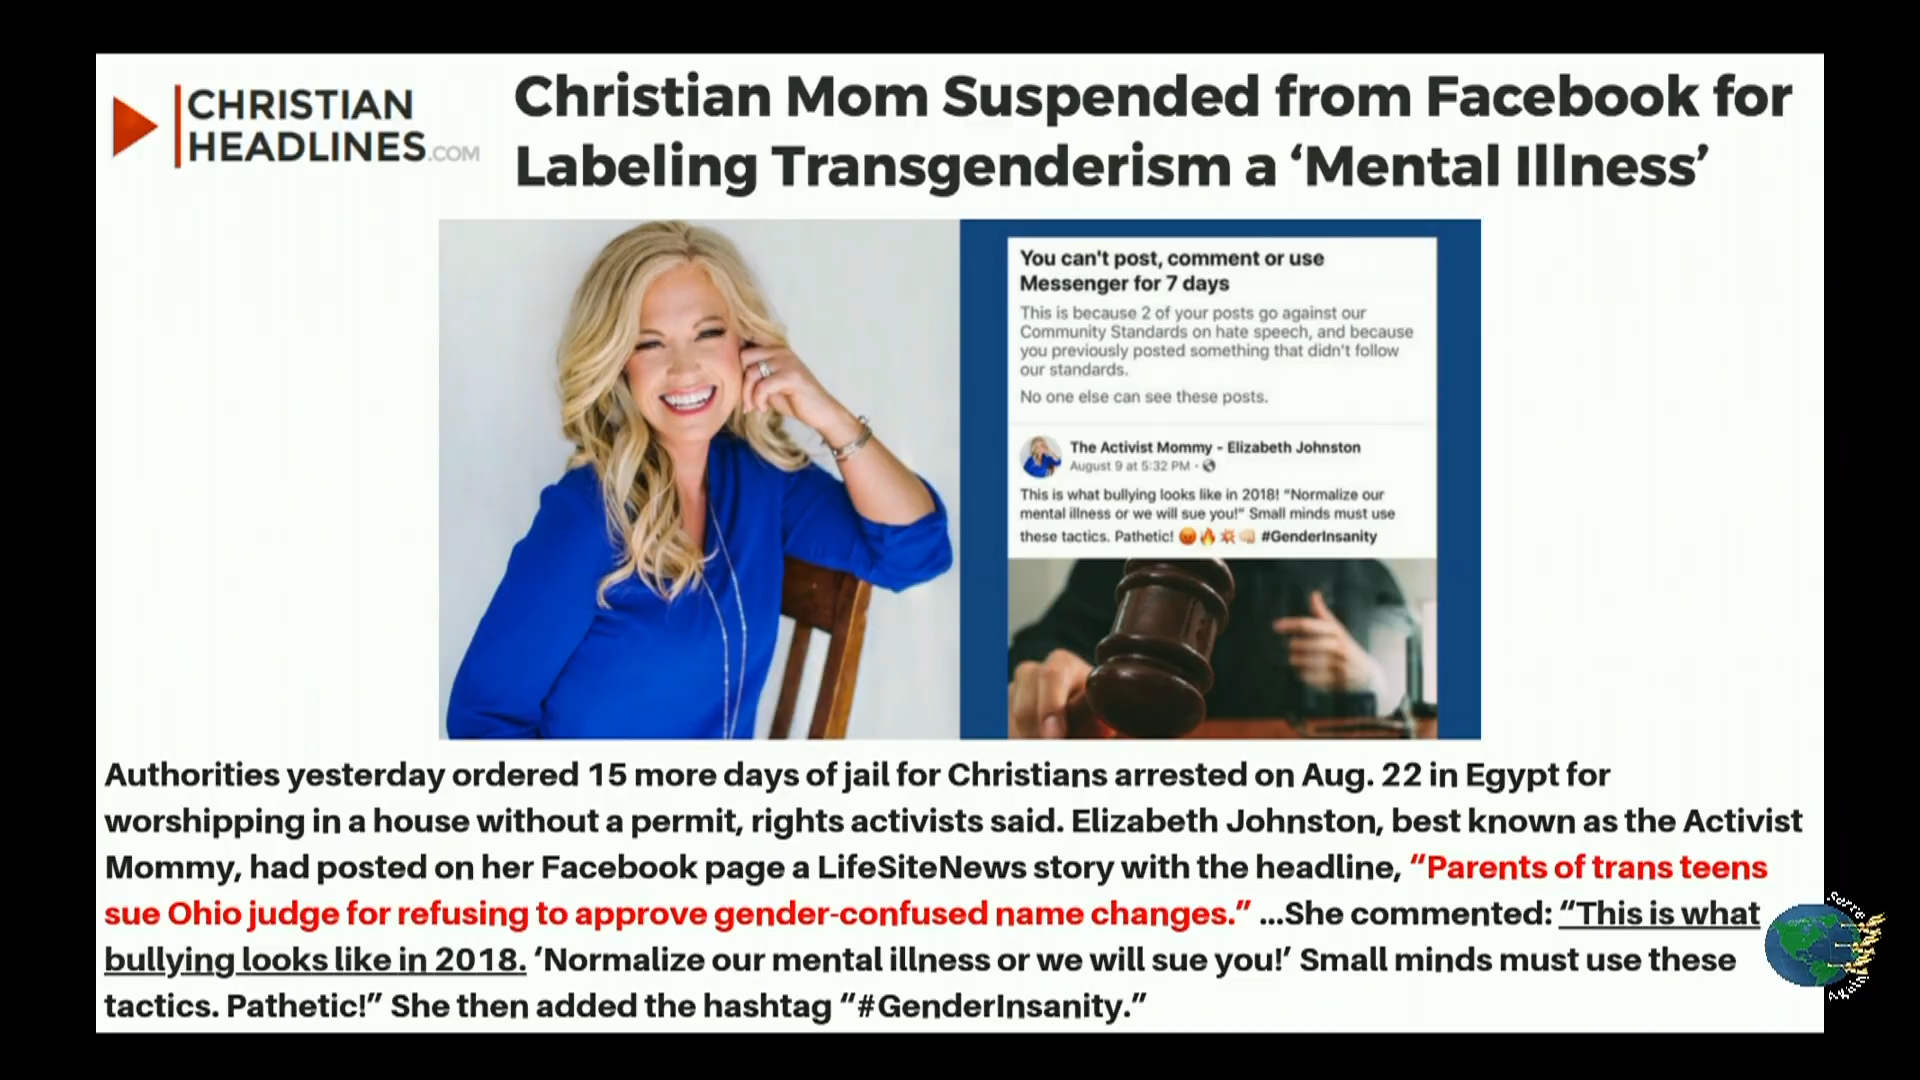 CHRISTIAN
HEADLINES.COM
Christian Mom Suspended from Facebook for
Labeling Transgenderism a ‘Mental Illness’
You can't post, comment or use
Messenger for 7 days
This is because 2 of your posts go against our
Community Standards on hate speech, and because
you previously posted something that didn't follow
our standards.
No one else can see these posts.
The Activist Mommy - Elizabeth Johnston
August 9 at 5:32 PM ·
This is what bullying looks like in 2018! "Normalize our
mental illness or we will sue you!" Small minds must use
these tactics. Pathetic! 😡🔥💥👊🏻 #GenderInsanity
Authorities yesterday ordered 15 more days of jail for Christians arrested on Aug. 22 in Egypt for
worshipping in a house without a permit, rights activists said. Elizabeth Johnston, best known as the Activist
Mommy, had posted on her Facebook page a LifeSiteNews story with the headline, “Parents of trans teens
sue Ohio judge for refusing to approve gender-confused name changes.” ...She commented: “This is what
bullying looks like in 2018. ‘Normalize our mental illness or we will sue you!’ Small minds must use these
tactics. Pathetic!” She then added the hashtag “#GenderInsanity.”